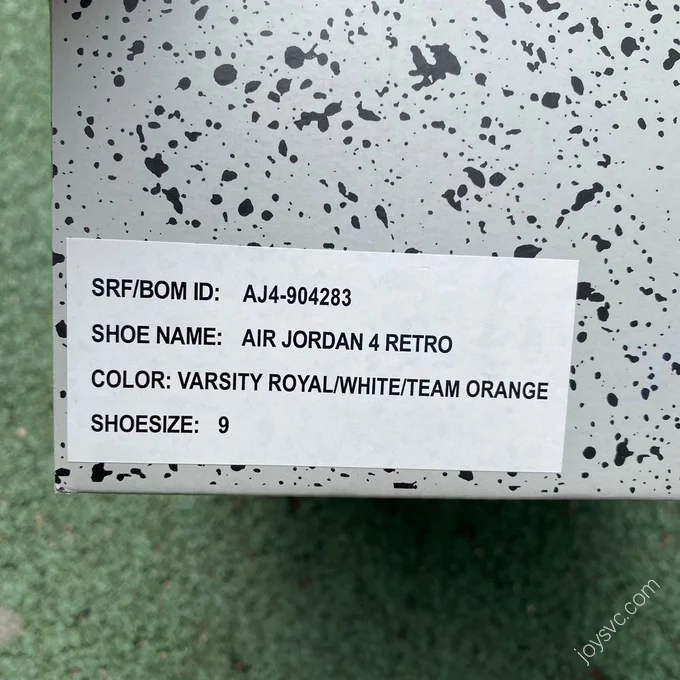 SRF/BOM ID: AJ4-904283
SHOE NAME: AIR JORDAN 4 RETRO
COLOR: VARSITY ROYAL/WHITE/TEAM ORANGE
SHOESIZE: 9
joysvc.com